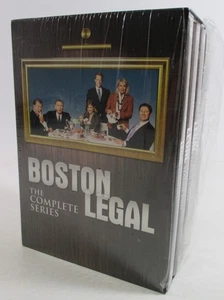 BOSTON
LEGAL
THE
COMPLETE
SERIES